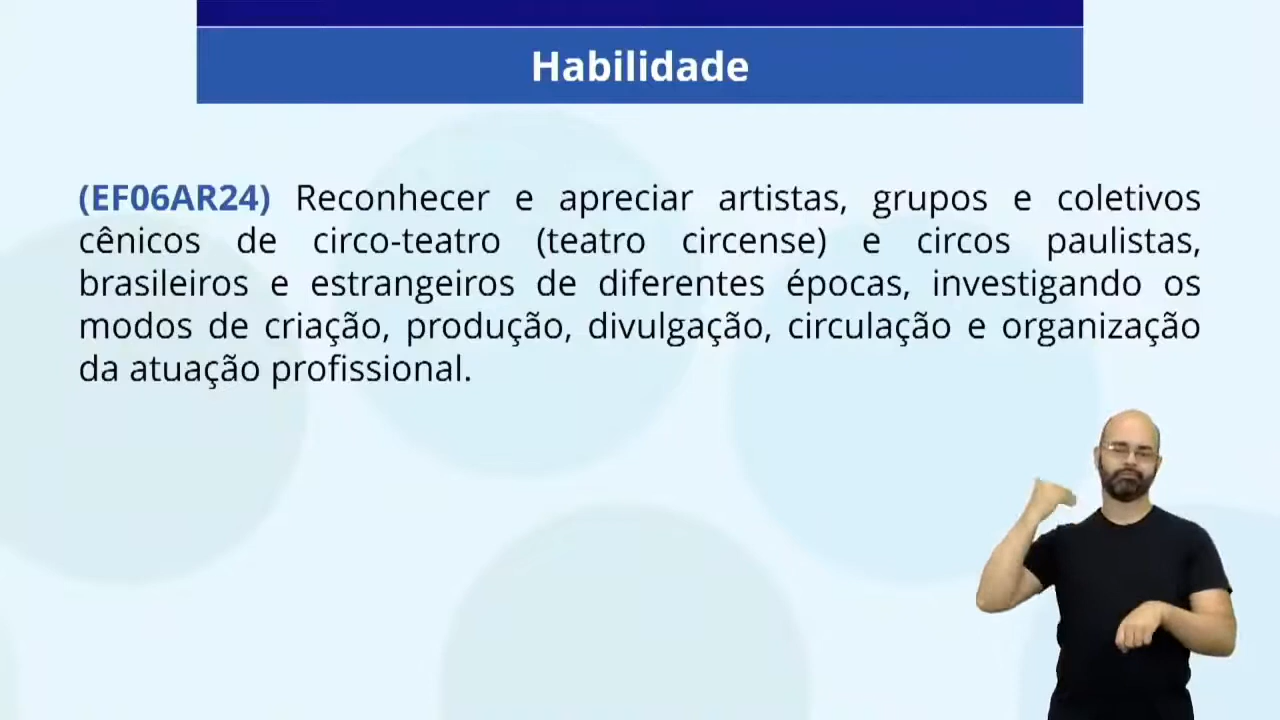 Habilidade
(EF06AR24) Reconhecer e apreciar artistas, grupos e coletivos
cênicos de circo-teatro (teatro circense) e circos paulistas,
brasileiros e estrangeiros de diferentes épocas, investigando os
modos de criação, produção, divulgação, circulação e organização
da atuação profissional.